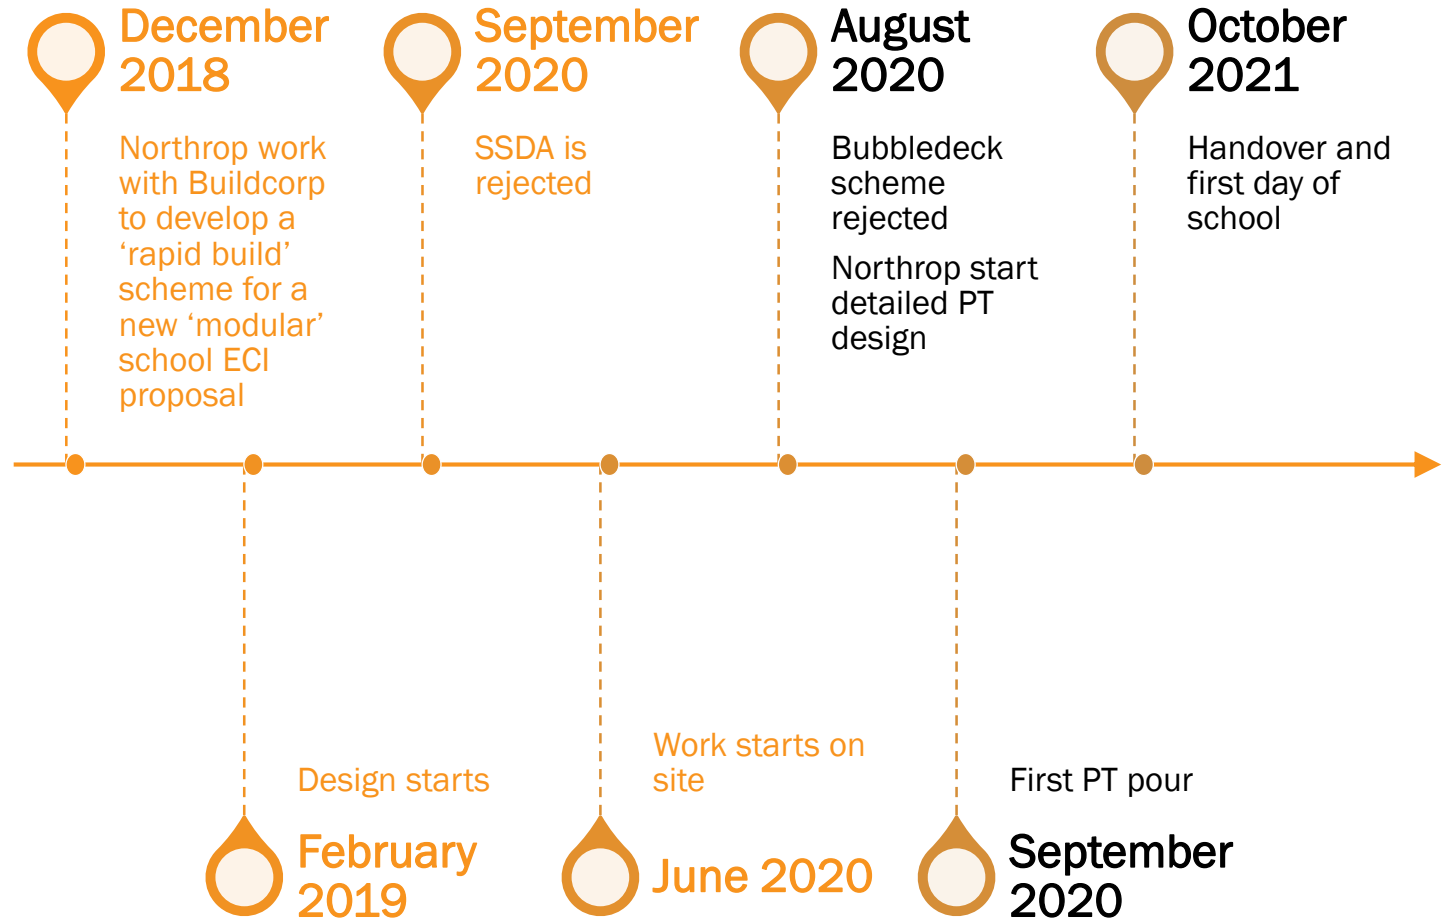 December
2018
Northrop work
with Buildcorp
to develop a
‘rapid build’
scheme for a
new ‘modular’
school ECI
proposal
September
2020
SSDA is
rejected
August
2020
Bubbledeck
scheme
rejected
Northrop start
detailed PT
design
October
2021
Handover and
first day of
school
Design starts
February
2019
Work starts on
site
June 2020
First PT pour
September
2020